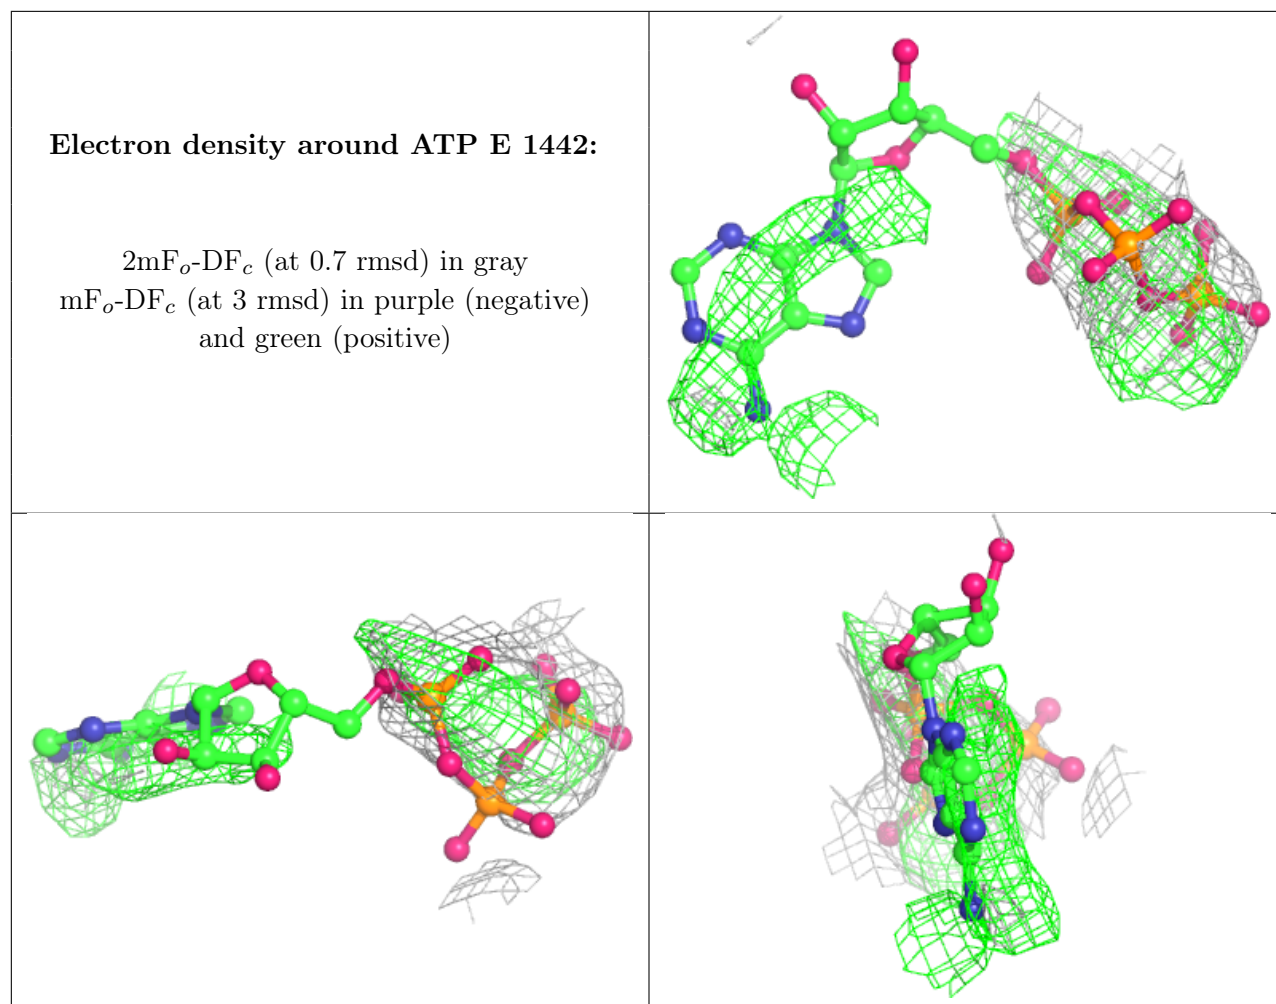 Electron density around ATP E 1442:
2mFₒ-DF𝒸 (at 0.7 rmsd) in gray
mFₒ-DF𝒸 (at 3 rmsd) in purple (negative)
and green (positive)